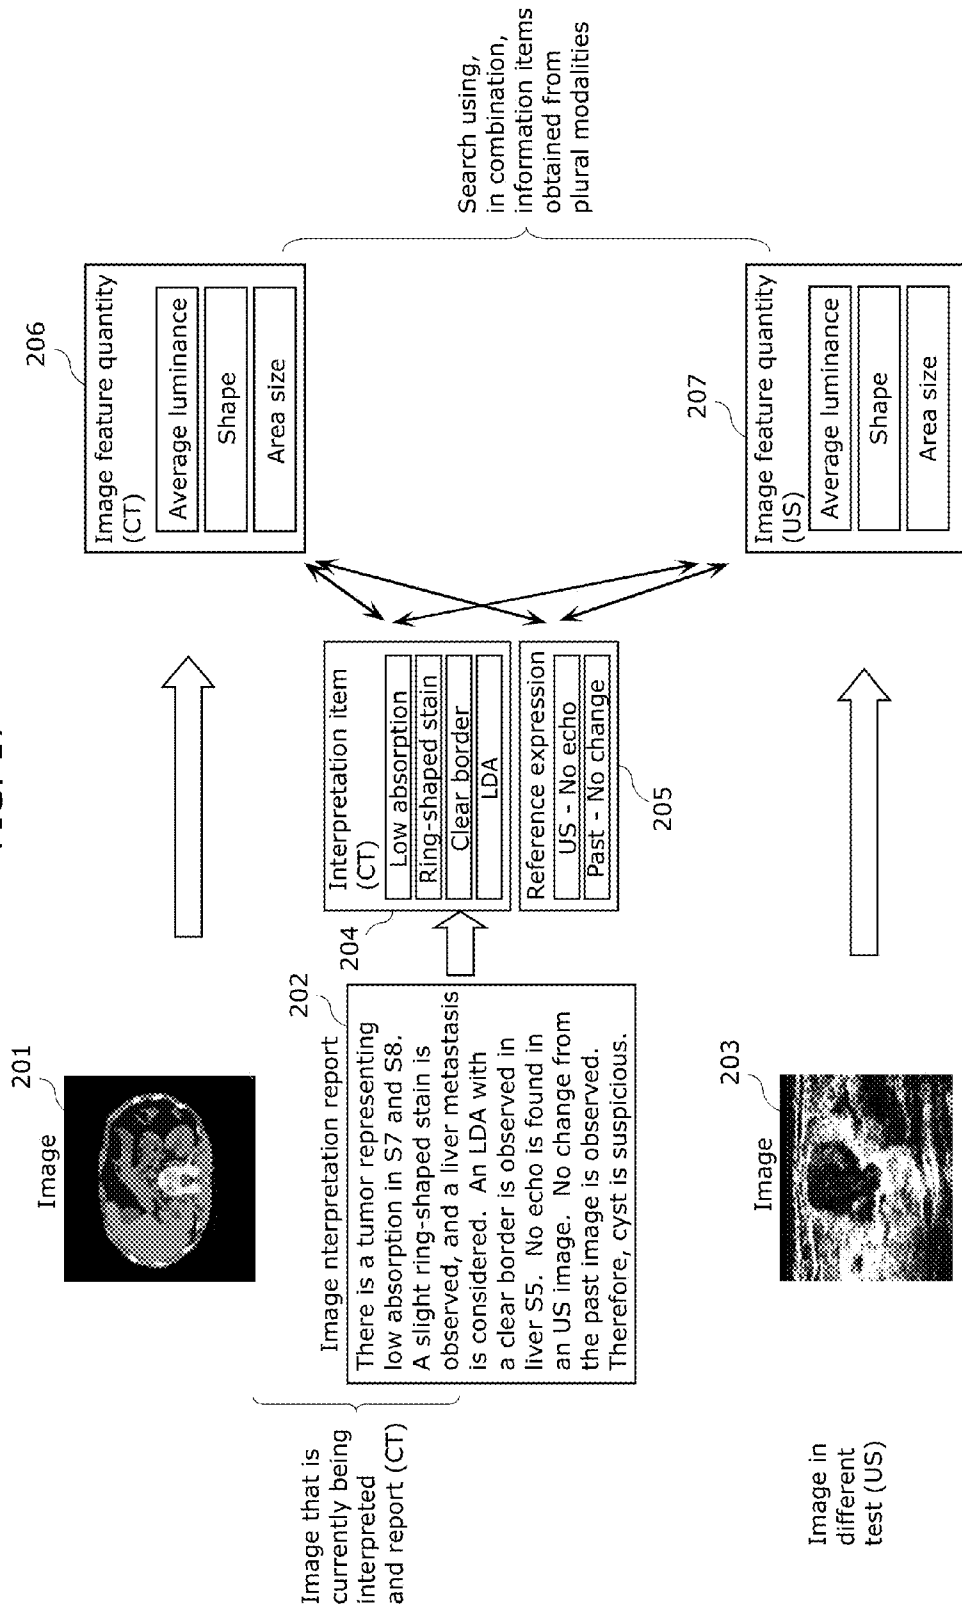 201
Image
Image that is
currently being
interpreted
and report (CT)
Image nterpretation report
202
There is a tumor representing
low absorption in S7 and S8.
A slight ring-shaped stain is
observed, and a liver metastasis
is considered. An LDA with
a clear border is observed in
liver S5. No echo is found in
an US image. No change from
the past image is observed.
Therefore, cyst is suspicious.
Image in
different
test (US)
Image
203
204
Interpretation item
(CT)
Low absorption
Ring-shaped stain
Clear border
LDA
Reference expression
US - No echo
Past - No change
205
206
Image feature quantity
(CT)
Average luminance
Shape
Area size
207
Image feature quantity
(US)
Average luminance
Shape
Area size
Search using,
in combination,
information items
obtained from
plural modalities